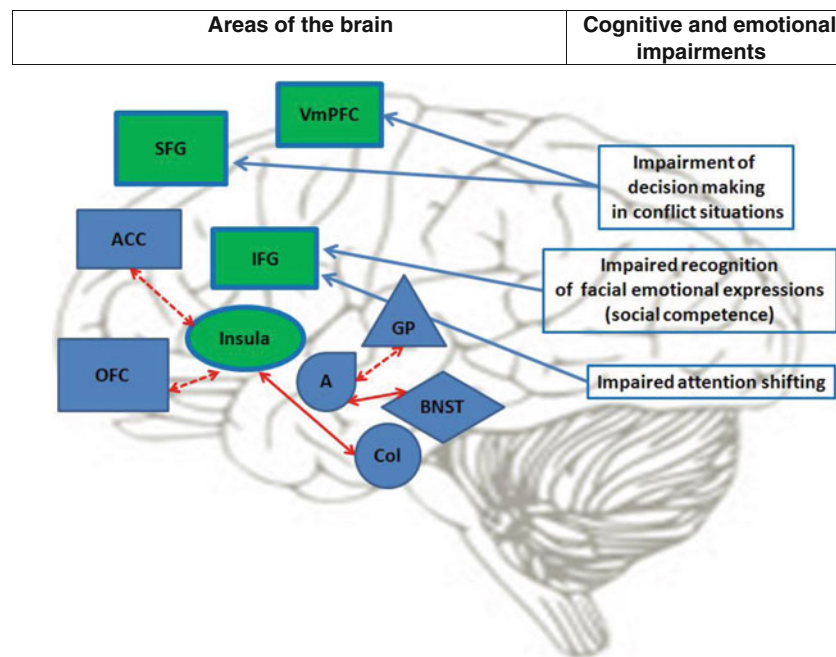 Areas of the brain
Cognitive and emotional
impairments
VmPFC
SFG
Impairment of
decision making
in conflict situations
ACC
IFG
Impaired recognition
of facial emotional expressions
(social competence)
GP
Insula
OFC
A
Impaired attention shifting
BNST
Col